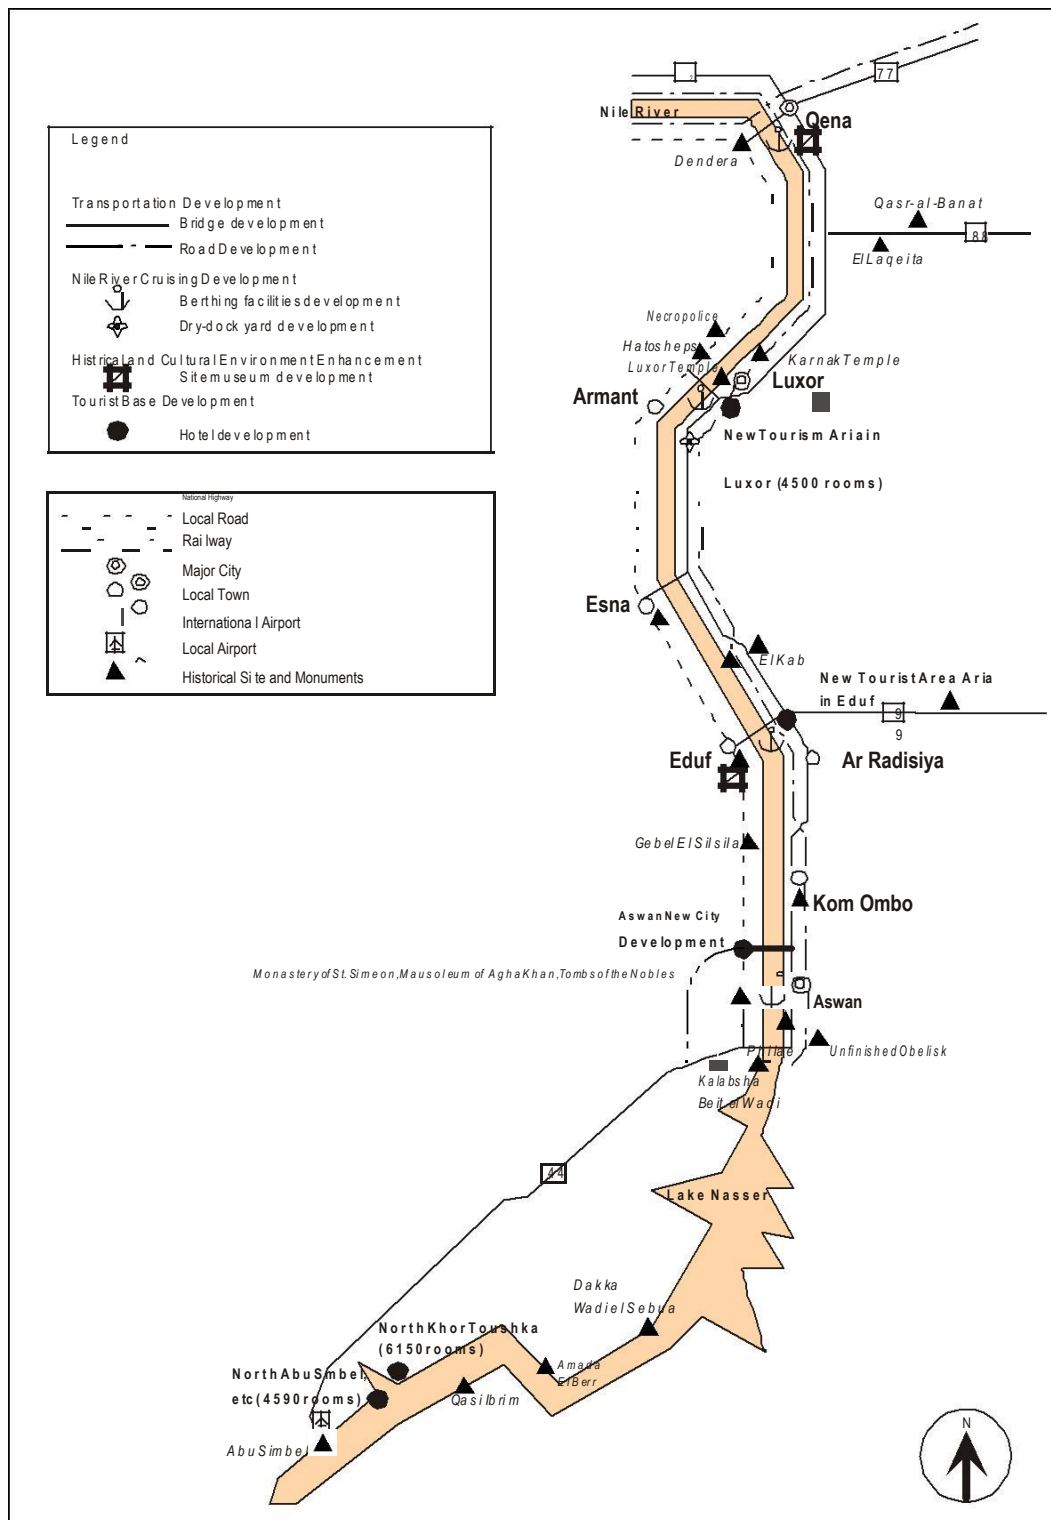 Legend
Transportation Development
Bridge development
Road Development
Nile River Cruising Development
Berthing facilities development
Dry-dock yard development
Histrical and Cultural Environment Enhancement
Site museum development
Tourist Base Development
Hotel development
National Highway
Local Road
Railway
Major City
Local Town
International Airport
Local Airport
Historical Site and Monuments
77
Nile River
Qena
Dendera
Qasr-al-Banat
88
El Laqeita
Necropolice
Hatosheps
Karnak Temple
Luxor Temple
Luxor
Armant
New Tourism Aria in
Luxor (4500 rooms)
Esna
El Kab
New Tourist Area Aria
in Eduf
9
9
Eduf
Ar Radisiya
Gebel El Silsila
Kom Ombo
Aswan New City
Development
Monastery of St. Simeon, Mausoleum of Agha Khan, Tombs of the Nobles
Aswan
Philae
Unfinished Obelisk
Kalabsha
Beit el Wadi
44
Lake Nasser
Dakka
Wadi el Sebua
North Khor Toushka
(6150 rooms)
Amada
El Berr
North Abu Smbel,
etc (4590 rooms)
Qasil brim
Abu Simbel
N